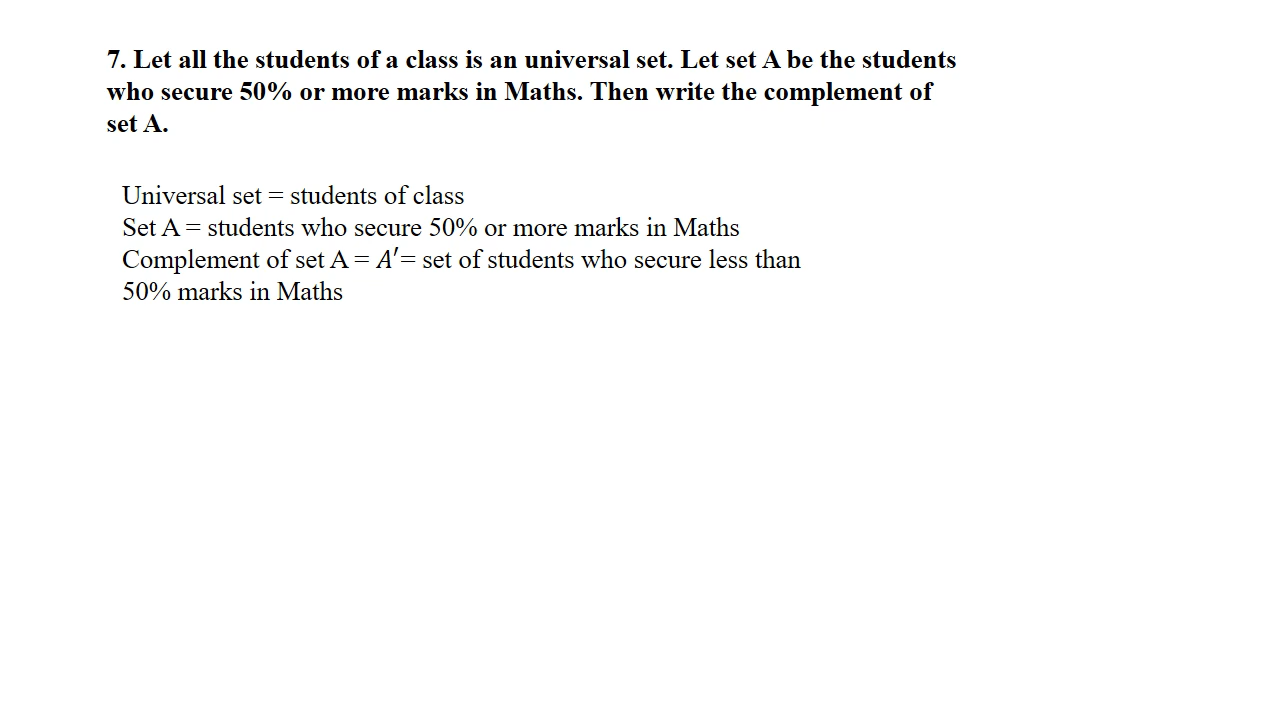 7. Let all the students of a class is an universal set. Let set A be the students
who secure 50% or more marks in Maths. Then write the complement of
set A.
Universal set = students of class
Set A = students who secure 50% or more marks in Maths
Complement of set A = A′= set of students who secure less than
50% marks in Maths